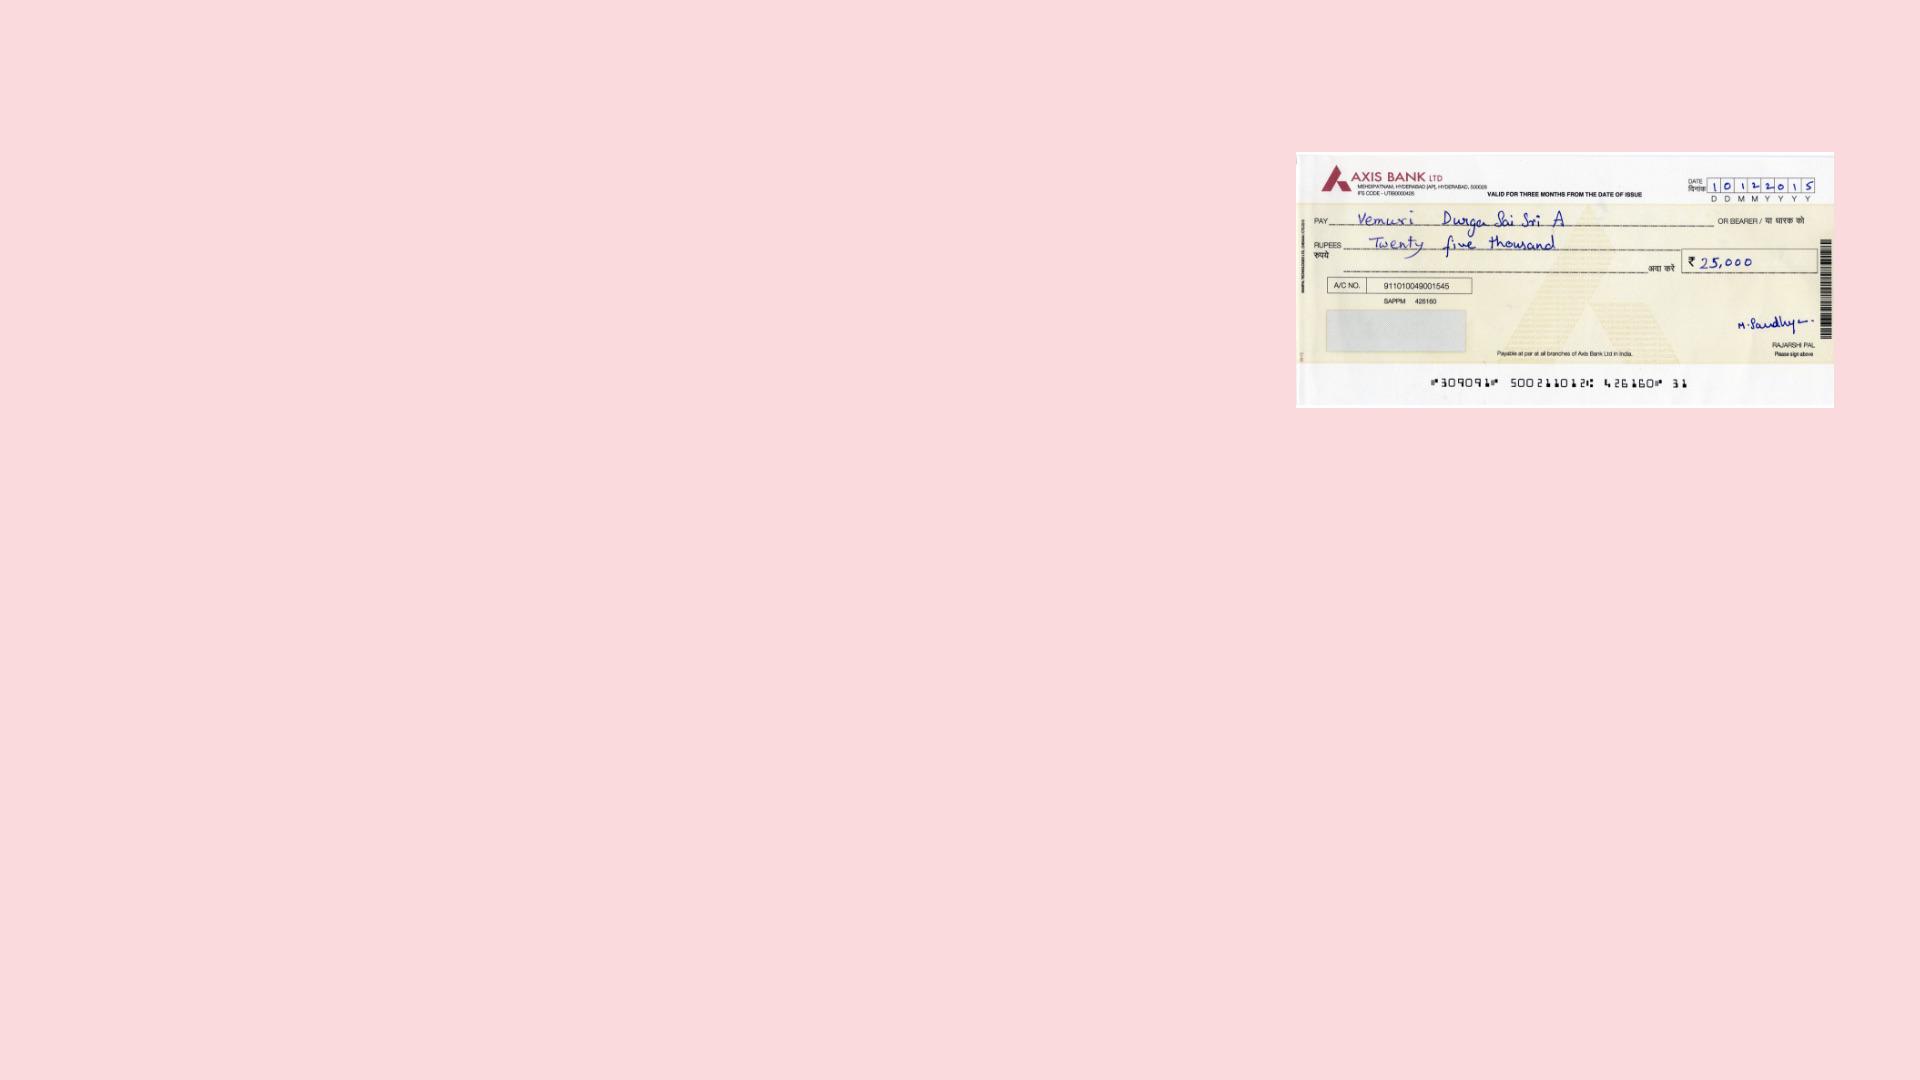 AXIS BANK LTD
MEHDIPATNAM, HYDERABAD [AP], HYDERABAD, 500028
IFS CODE - UTIB0000426
VALID FOR THREE MONTHS FROM THE DATE OF ISSUE
DATE
दिनांक 1 0 1 2 2 0 1 5
D D M M Y Y Y Y
PAY Vemuri Durga Sai Sri A OR BEARER / या धारक को
RUPEES Twenty five thousand
रुपये
अदा करें ₹ 25,000
A/C NO. 911010049001545
SAPPM 426160
M. Sandhya
RAJARSHI PAL
Please sign above
Payable at par at all branches of Axis Bank Ltd in India.
⑈309091⑈ 500211012⑆ 426160⑈ 31